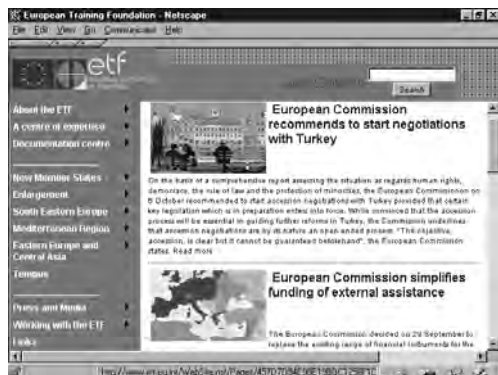 European Training Foundation - Netscape
File Edit View Go Communicator Help
etf
Search
About the ETF
A centre of expertise
Documentation centre
New Member States
Enlargement
South Eastern Europe
Mediterranean Region
Eastern Europe and
Central Asia
Tempus
Press and Media
Working with the ETF
Links
European Commission
recommends to start negotiations
with Turkey
On the basis of a comprehensive report assessing the situation as regards human rights,
democracy, the rule of law and the protection of minorities, the European Commission on
6 October recommended to start accession negotiations with Turkey provided that certain
key legislation which is in preparation enters into force. While convinced that the accession
process will be essential in guiding further reforms in Turkey, the Commission underlines
that accession negotiations are by its nature an open ended process. "The objective,
accession, is clear but it cannot be guaranteed beforehand", the European Commission
states. Read more
European Commission simplifies
funding of external assistance
The European Commission decided on 29 September to
replace the existing range of financial instruments for the